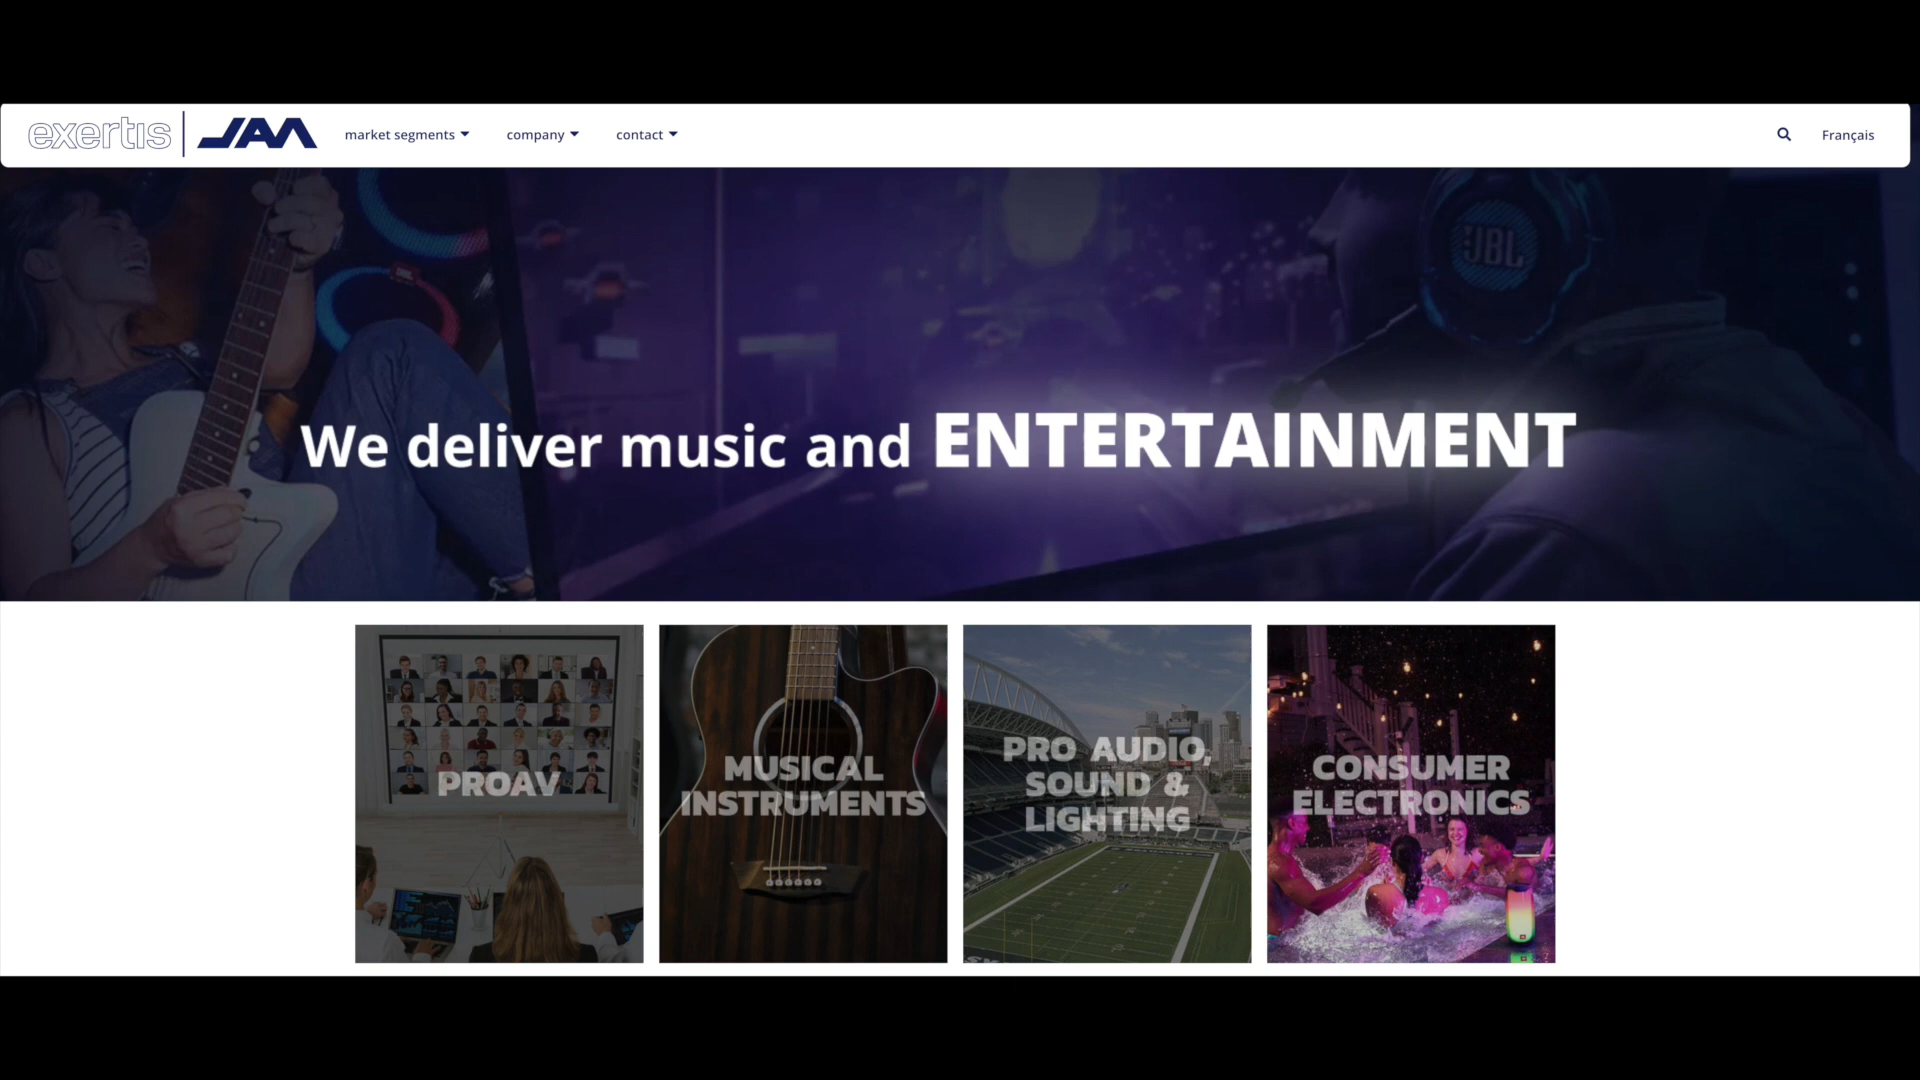 exertis JAM market segments company contact Français
JBL
We deliver music and ENTERTAINMENT
PROAV
MUSICAL
INSTRUMENTS
PRO AUDIO,
SOUND &
LIGHTING
CONSUMER
ELECTRONICS